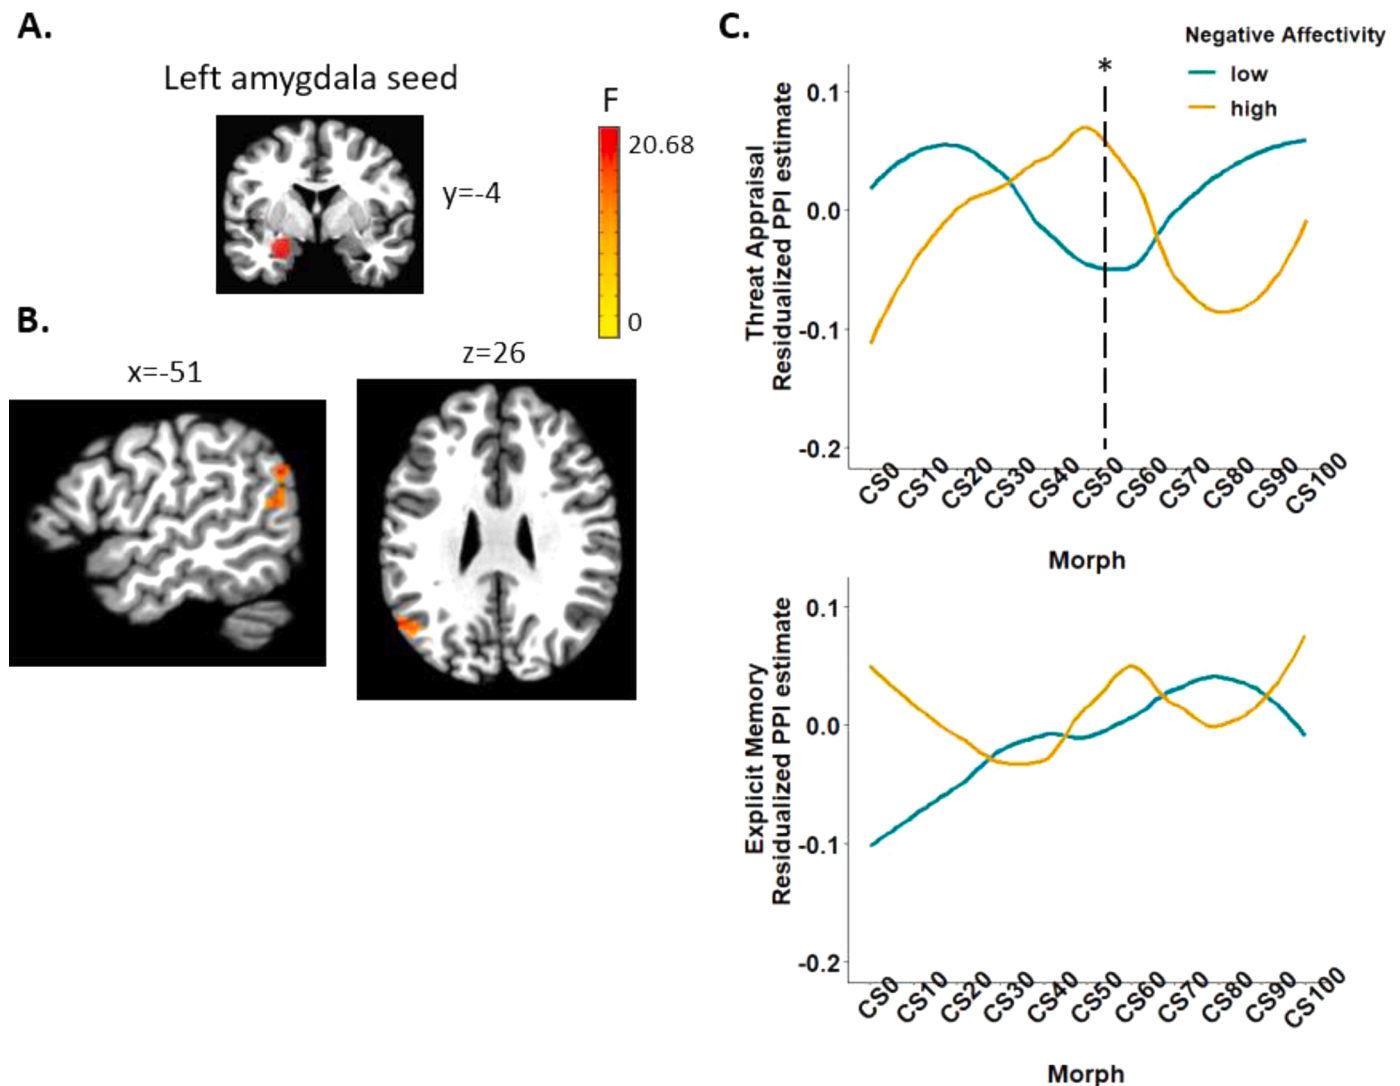 A.
Left amygdala seed
y=-4
F
20.68
0
B.
x=-51
z=26
C.
Negative Affectivity
low
high
*
Threat Appraisal
Residualized PPI estimate
0.1
0.0
-0.1
-0.2
CS0 CS10 CS20 CS30 CS40 CS50 CS60 CS70 CS80 CS90 CS100
Morph
Explicit Memory
Residualized PPI estimate
0.1
0.0
-0.1
-0.2
CS0 CS10 CS20 CS30 CS40 CS50 CS60 CS70 CS80 CS90 CS100
Morph